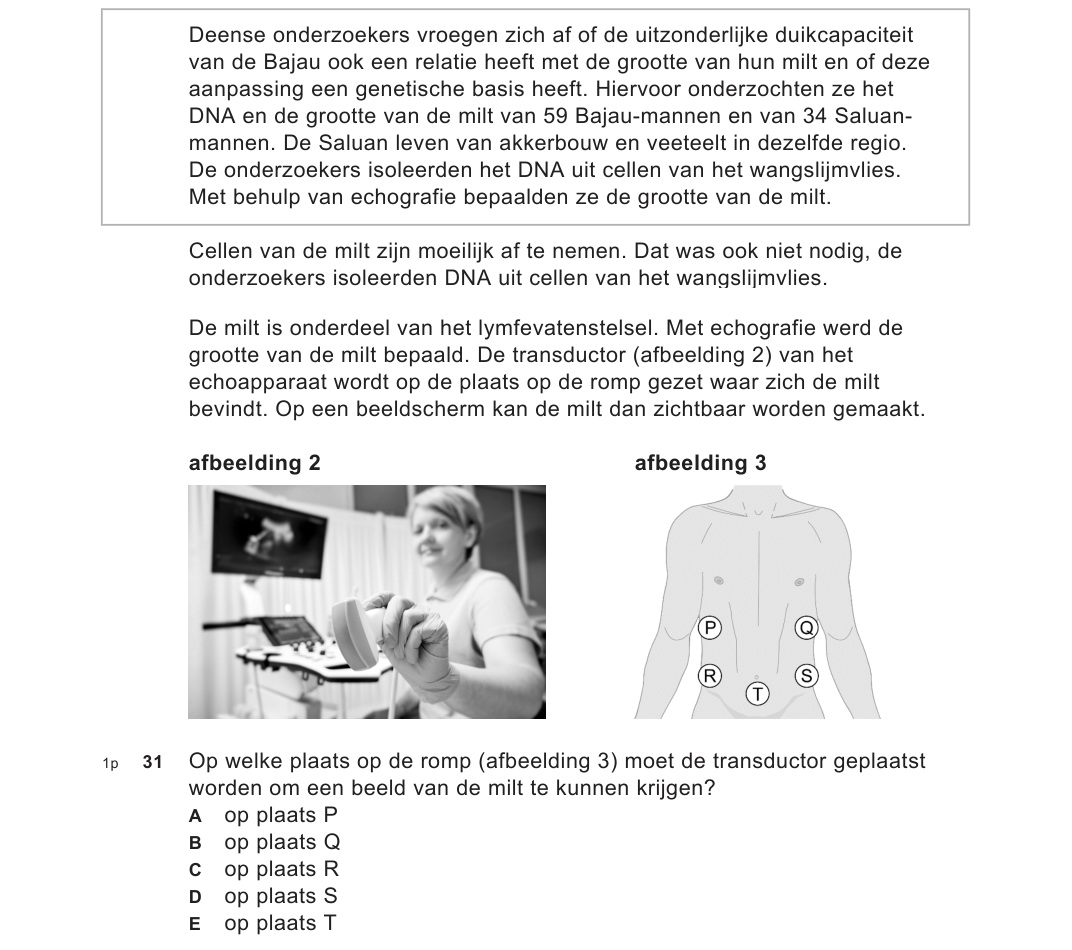 Deense onderzoekers vroegen zich af of de uitzonderlijke duikcapaciteit
van de Bajau ook een relatie heeft met de grootte van hun milt en of deze
aanpassing een genetische basis heeft. Hiervoor onderzochten ze het
DNA en de grootte van de milt van 59 Bajau-mannen en van 34 Saluan-
mannen. De Saluan leven van akkerbouw en veeteelt in dezelfde regio.
De onderzoekers isoleerden het DNA uit cellen van het wangslijmvlies.
Met behulp van echografie bepaalden ze de grootte van de milt.
Cellen van de milt zijn moeilijk af te nemen. Dat was ook niet nodig, de
onderzoekers isoleerden DNA uit cellen van het wangslijmvlies.
De milt is onderdeel van het lymfevatenstelsel. Met echografie werd de
grootte van de milt bepaald. De transductor (afbeelding 2) van het
echoapparaat wordt op de plaats op de romp gezet waar zich de milt
bevindt. Op een beeldscherm kan de milt dan zichtbaar worden gemaakt.
afbeelding 2
afbeelding 3
P
Q
R
S
T
1p 31 Op welke plaats op de romp (afbeelding 3) moet de transductor geplaatst
worden om een beeld van de milt te kunnen krijgen?
A op plaats P
B op plaats Q
C op plaats R
D op plaats S
E op plaats T